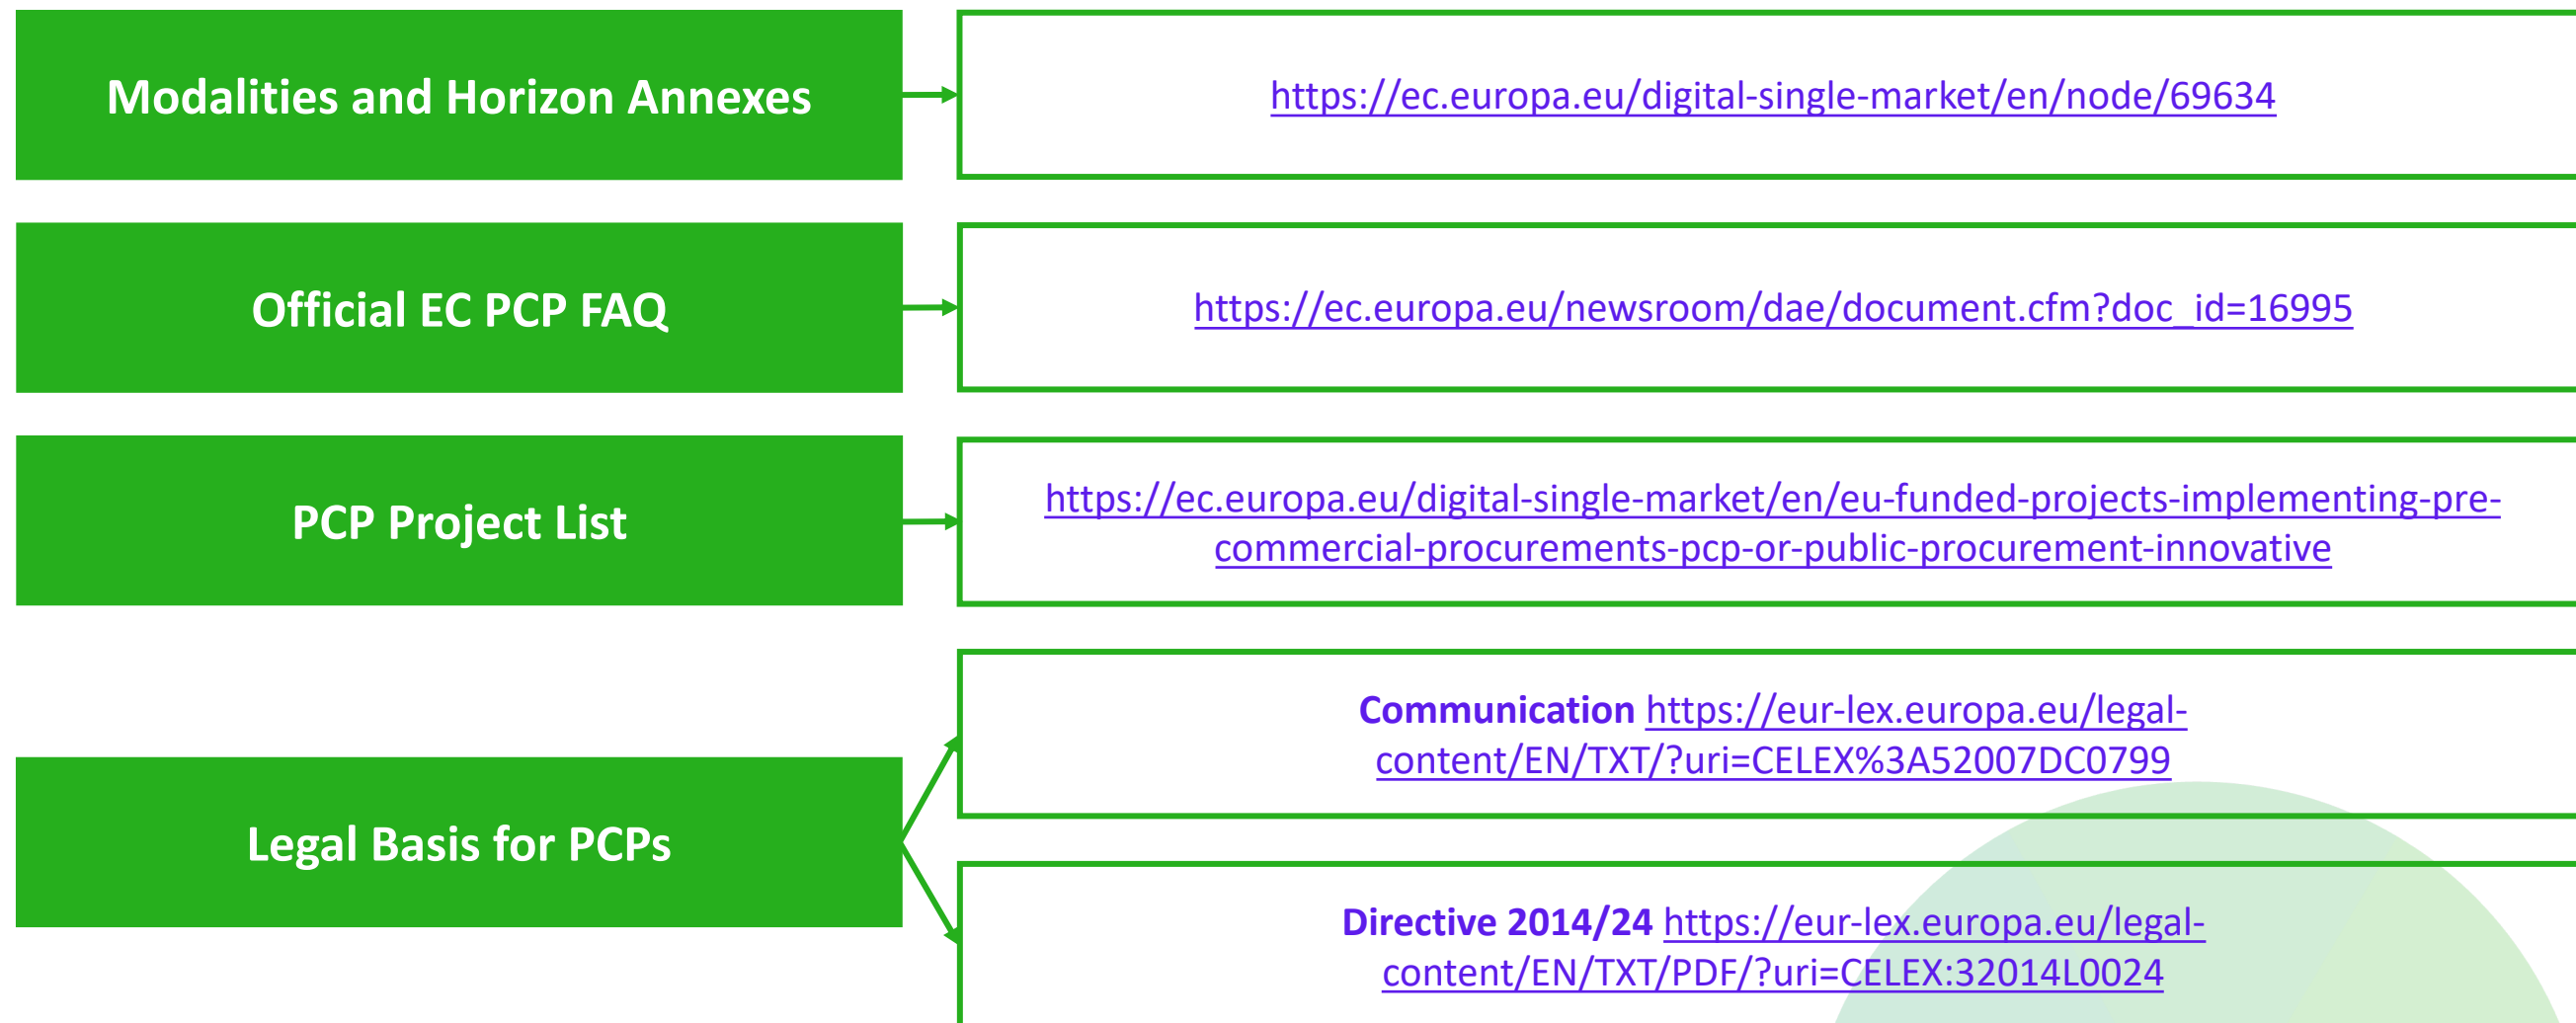 Modalities and Horizon Annexes
https://ec.europa.eu/digital-single-market/en/node/69634
Official EC PCP FAQ
https://ec.europa.eu/newsroom/dae/document.cfm?doc_id=16995
PCP Project List
https://ec.europa.eu/digital-single-market/en/eu-funded-projects-implementing-pre-
commercial-procurements-pcp-or-public-procurement-innovative
Legal Basis for PCPs
Communication https://eur-lex.europa.eu/legal-
content/EN/TXT/?uri=CELEX%3A52007DC0799
Directive 2014/24 https://eur-lex.europa.eu/legal-
content/EN/TXT/PDF/?uri=CELEX:32014L0024